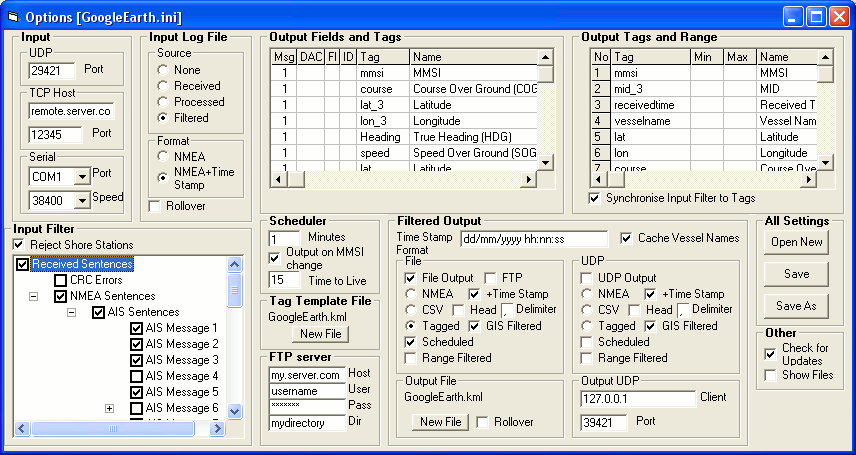 Options [GoogleEarth.ini]
Input
UDP
29421 Port
TCP Host
remote.server.co
12345 Port
Serial
COM1 Port
38400 Speed
Input Log File
Source
None
Received
Processed
Filtered
Format
NMEA
NMEA+Time Stamp
Rollover
Output Fields and Tags
Msg DAC FI ID Tag Name
1 mmsi MMSI
1 course Course Over Ground (COG
1 lat_3 Latitude
1 lon_3 Longitude
1 Heading True Heading (HDG)
1 speed Speed Over Ground (SOG
1 lat Latitude
Output Tags and Range
No Tag Min Max Name
1 mmsi MMSI
2 mid_3 MID
3 receivedtime Received T
4 vesselname Vessel Nam
5 lat Latitude
6 lon Longitude
7 course Course Ove
Synchronise Input Filter to Tags
Input Filter
Reject Shore Stations
Received Sentences
CRC Errors
NMEA Sentences
AIS Sentences
AIS Message 1
AIS Message 2
AIS Message 3
AIS Message 4
AIS Message 5
AIS Message 6
Scheduler
1 Minutes
Output on MMSI change
15 Time to Live
Tag Template File
GoogleEarth.kml
New File
FTP server
my.server.com Host
username User
******* Pass
mydirectory Dir
Filtered Output
Time Stamp Format dd/mm/yyyy hh:nn:ss
Cache Vessel Names
File
File Output FTP
NMEA +Time Stamp
CSV Head , Delimiter
Tagged GIS Filtered
Scheduled
Range Filtered
Output File
GoogleEarth.kml
New File Rollover
UDP
UDP Output
NMEA +Time Stamp
CSV Head , Delimiter
Tagged GIS Filtered
Scheduled
Range Filtered
Output UDP
127.0.0.1 Client
39421 Port
All Settings
Open New
Save
Save As
Other
Check for Updates
Show Files